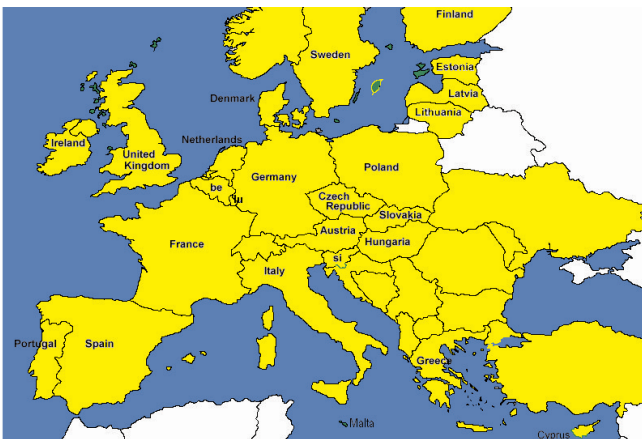 Finland
Sweden
Estonia
Latvia
Denmark
Lithuania
Netherlands
Ireland
United
Kingdom
Poland
Germany
be
lu
Czech
Republic
Slovakia
Austria
Hungaria
France
si
Italy
Portugal
Spain
Greece
Malta
Cyprus